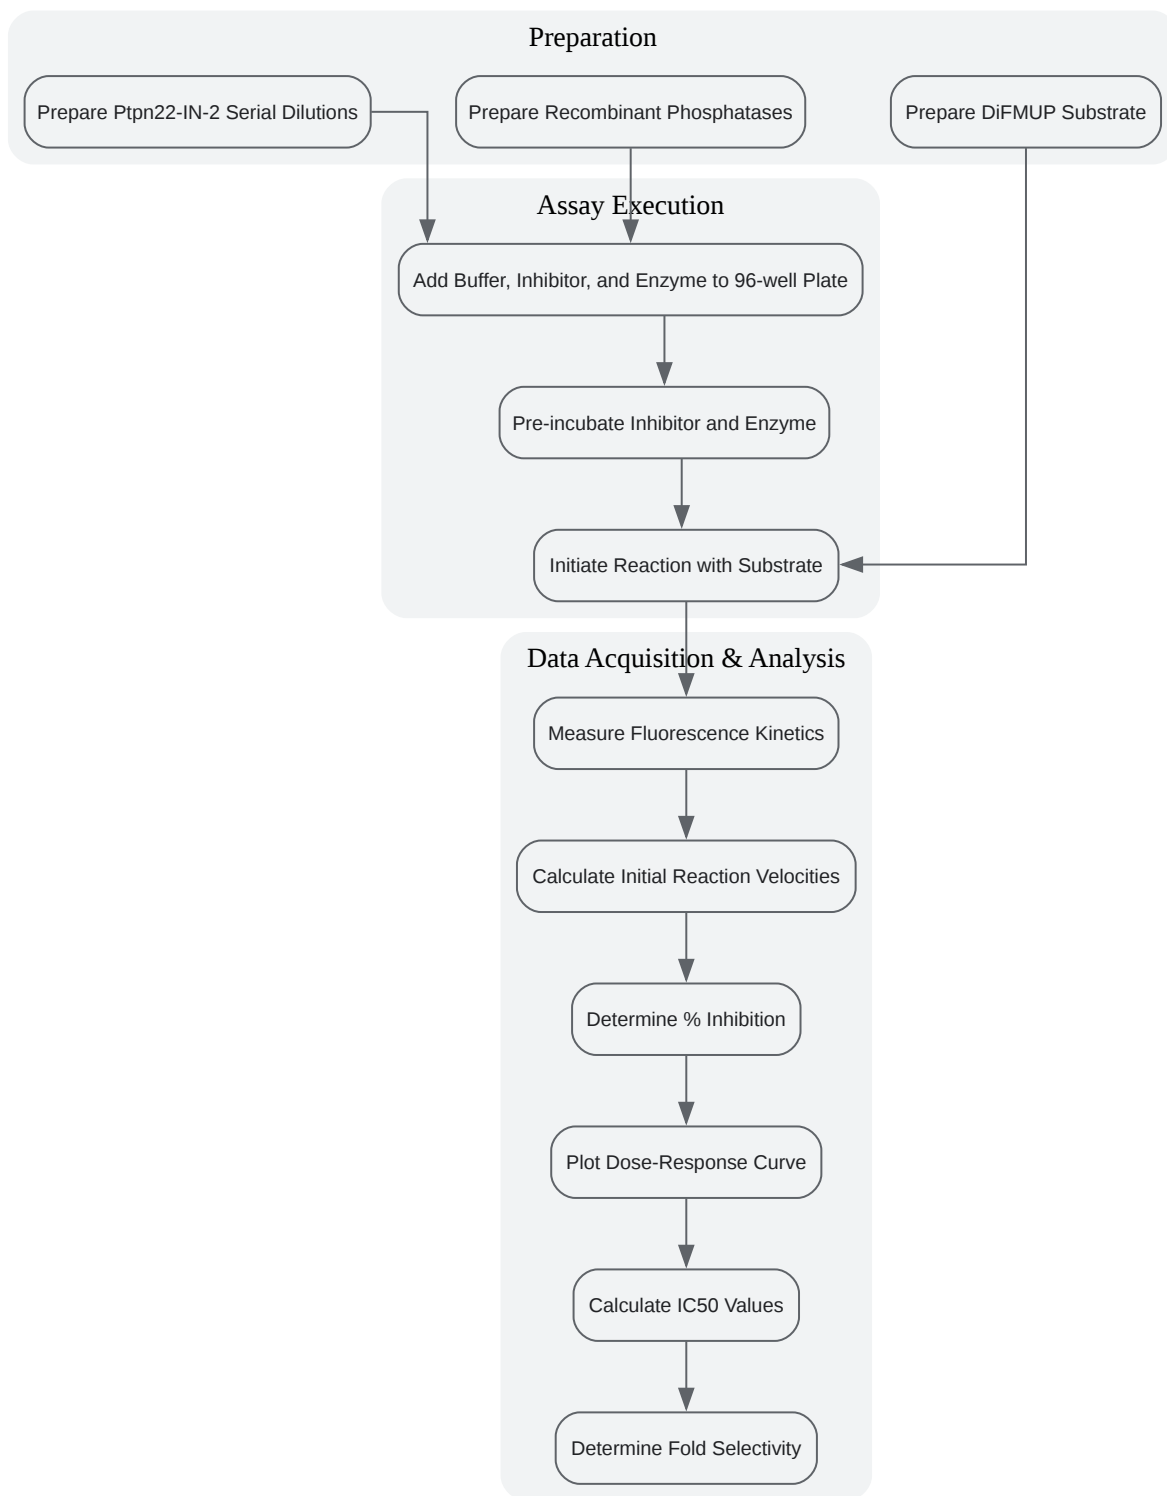 Preparation
Prepare Ptpn22-IN-2 Serial Dilutions
Prepare Recombinant Phosphatases
Prepare DiFMUP Substrate
Assay Execution
Add Buffer, Inhibitor, and Enzyme to 96-well Plate
Pre-incubate Inhibitor and Enzyme
Initiate Reaction with Substrate
Data Acquisition & Analysis
Measure Fluorescence Kinetics
Calculate Initial Reaction Velocities
Determine % Inhibition
Plot Dose-Response Curve
Calculate IC50 Values
Determine Fold Selectivity